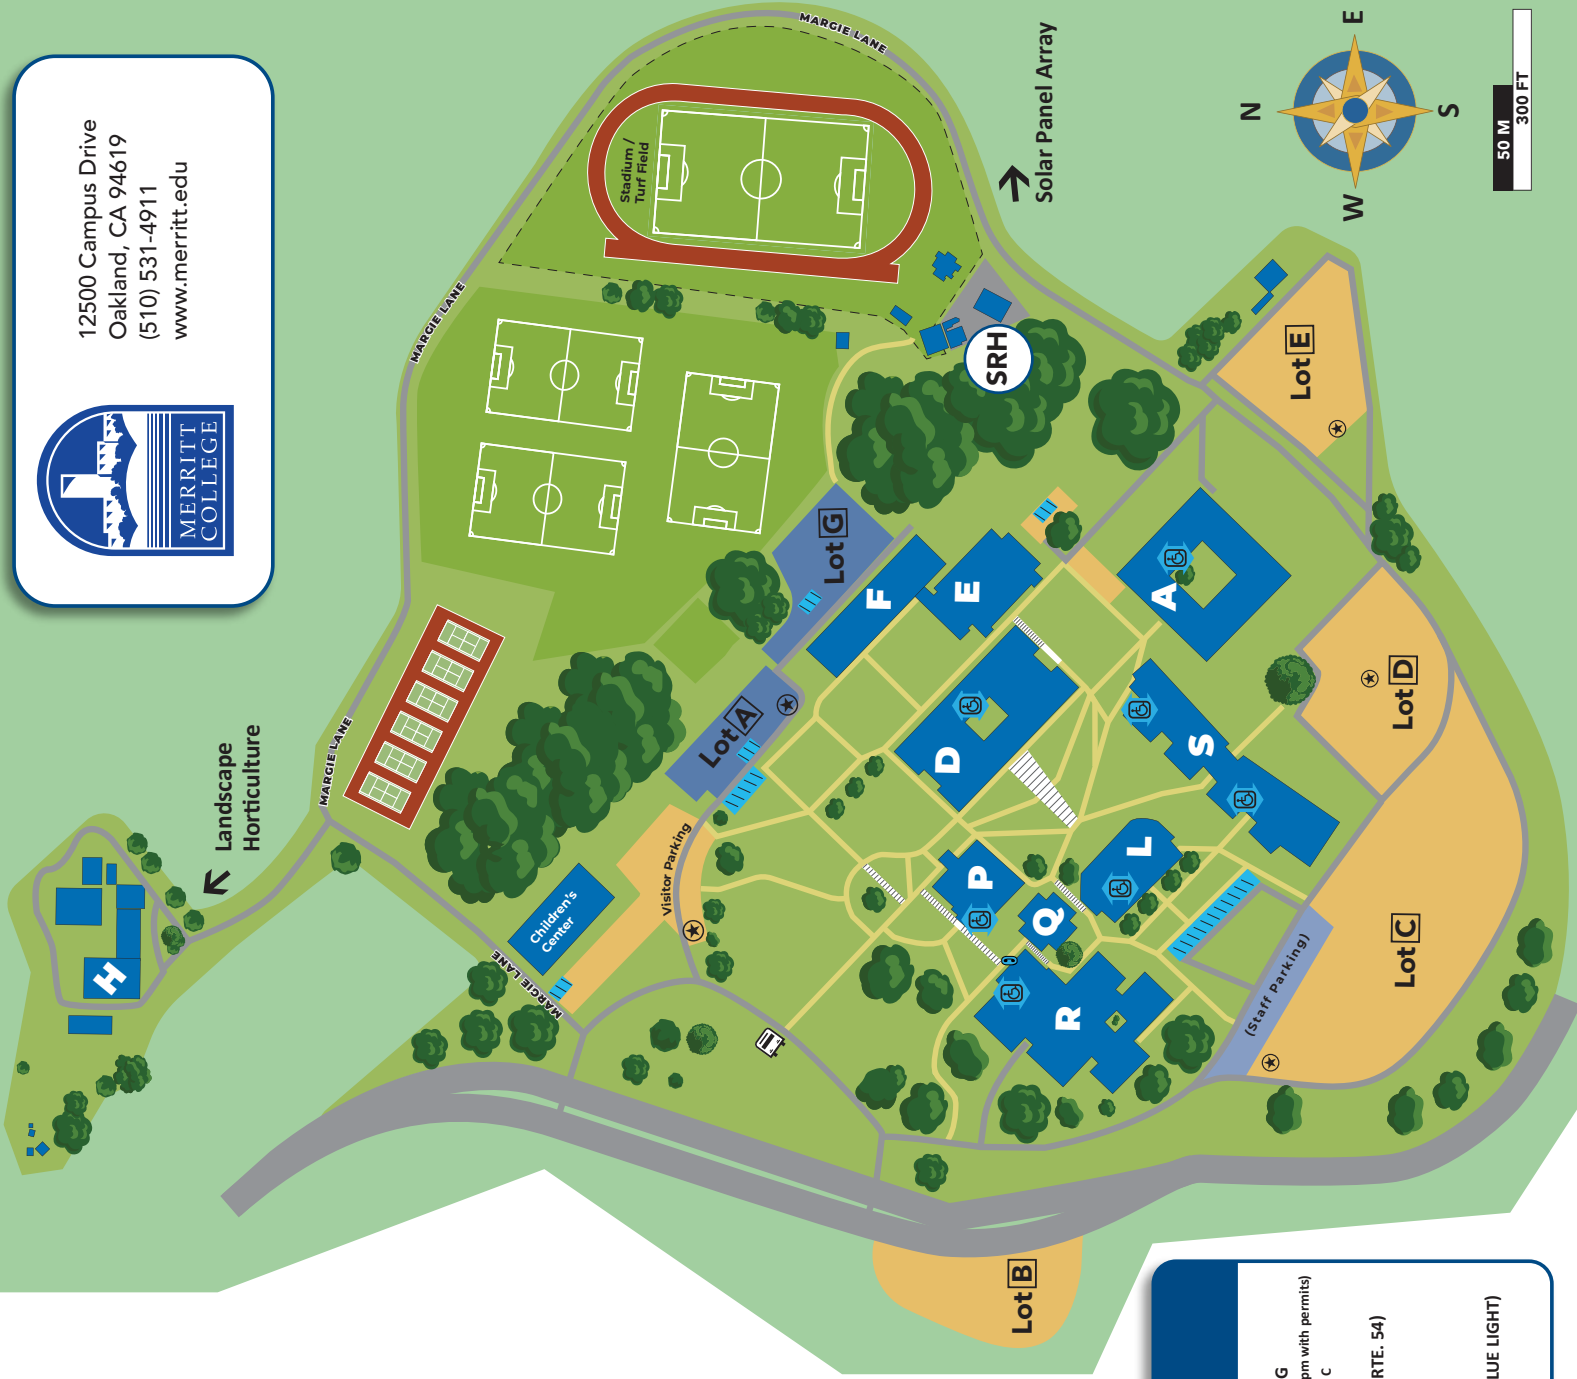 12500 Campus Drive
Oakland, CA 94619
(510) 531-4911
www.merritt.edu
MERRITT
COLLEGE
Landscape
Horticulture
H
MARGIE LANE
MARGIE LANE
MARGIE LANE
MARGIE LANE
Stadium /
Turf Field
Solar Panel Array
SRH
Children's
Center
Visitor Parking
Lot A
Lot G
F
E
D
A
S
L
P
Q
R
Lot E
Lot D
Lot C
(Staff Parking)
Lot B
N
E
S
W
50 M
300 FT
G
pm with permits)
C
RTE. 54)
LUE LIGHT)